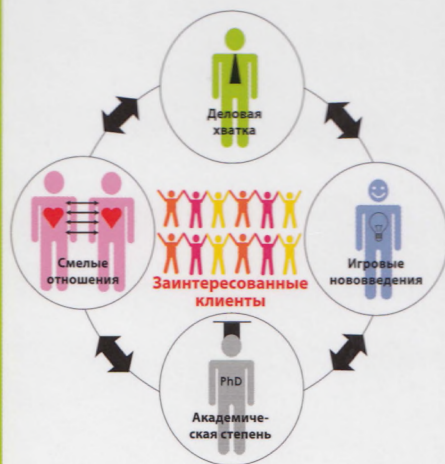 Деловая
хватка
Смелые
отношения
Игровые
нововведения
Заинтересованные
клиенты
PhD
Академиче-
ская степень